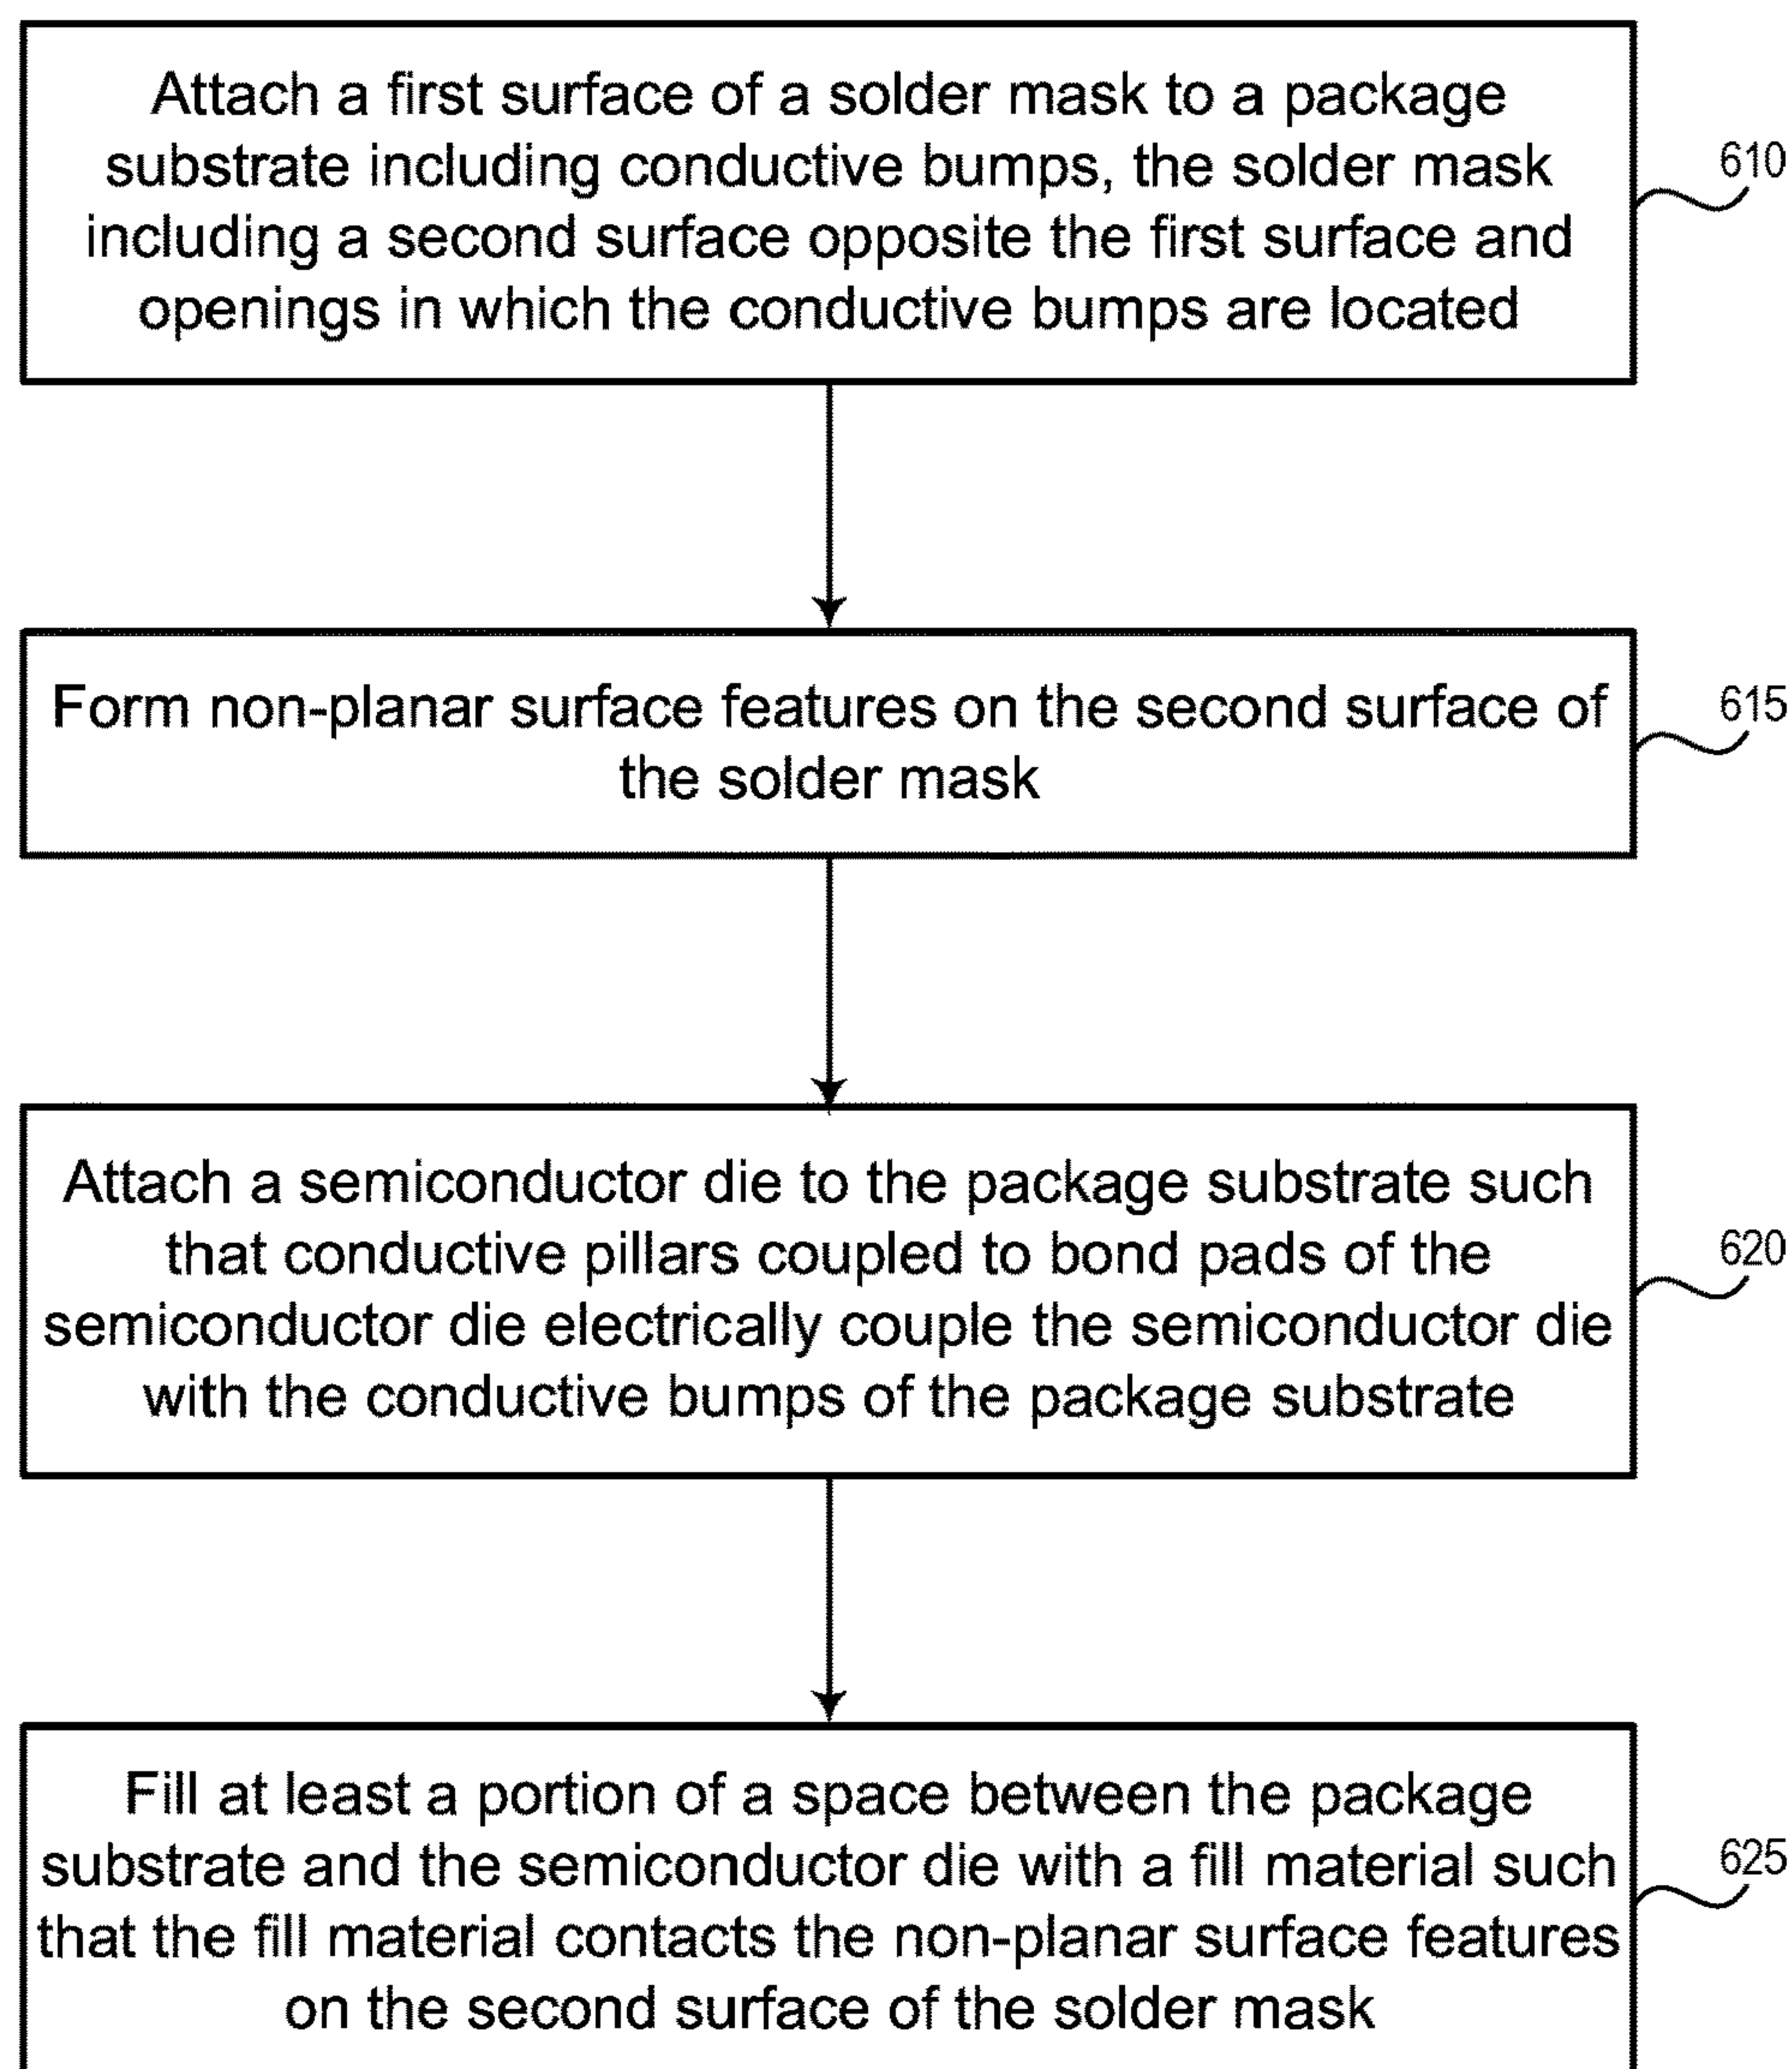 Attach a first surface of a solder mask to a package
substrate including conductive bumps, the solder mask
including a second surface opposite the first surface and
openings in which the conductive bumps are located
610
Form non-planar surface features on the second surface of
the solder mask
615
Attach a semiconductor die to the package substrate such
that conductive pillars coupled to bond pads of the
semiconductor die electrically couple the semiconductor die
with the conductive bumps of the package substrate
620
Fill at least a portion of a space between the package
substrate and the semiconductor die with a fill material such
that the fill material contacts the non-planar surface features
on the second surface of the solder mask
625